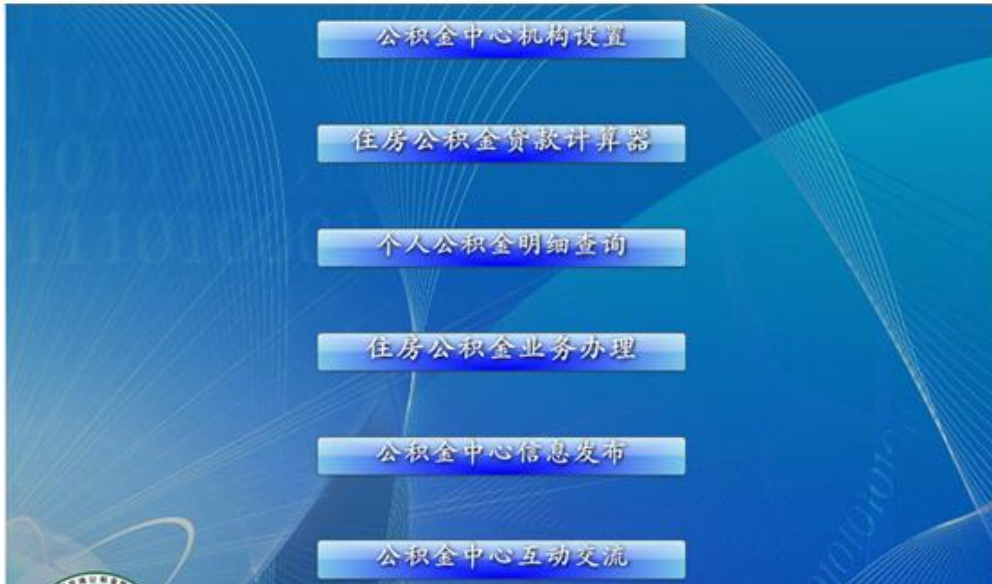 公积金中心机构设置
住房公积金贷款计算器
个人公积金明细查询
住房公积金业务办理
公积金中心信息发布
公积金中心互动交流